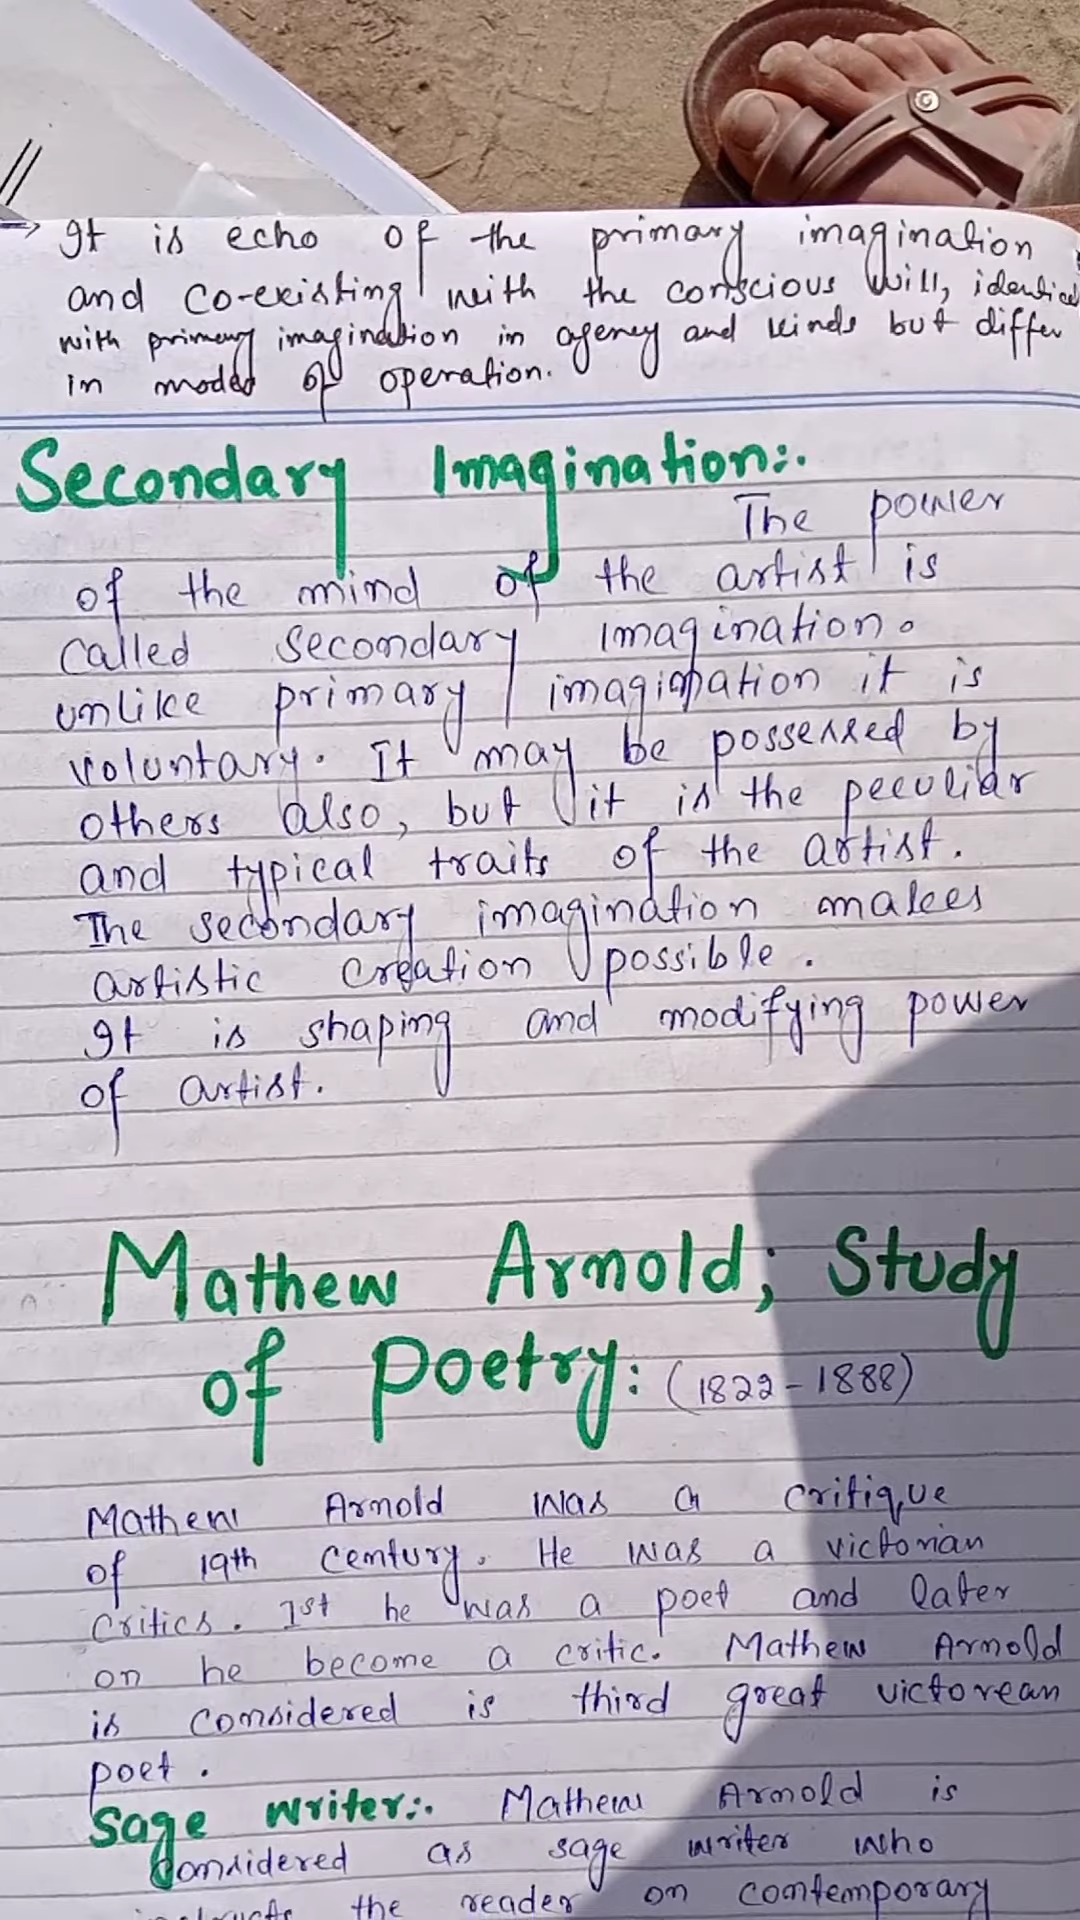 → It is echo of the primary imagination
and co-existing with the conscious will, identical
with primary imagination in agency and kinds but differ
in modes of operation.
Secondary Imagination:.
The power
of the mind of the artist is
called secondary imagination.
unlike primary imagination it is
voluntary. It may be possessed by
others also, but it is the peculiar
and typical traits of the artist.
The secondary imagination makes
artistic creation possible.
It is shaping and modifying power
of artist.
Mathew Arnold; Study
of Poetry: (1822-1888)
Mathew Arnold was a critique
of 19th century. He was a victorian
critics. 1st he was a poet and later
on he become a critic. Mathew Arnold
is considered is third great victorean
poet.
Sage writer:. Mathew Arnold is
considered as sage writer who
the reader on contemporary